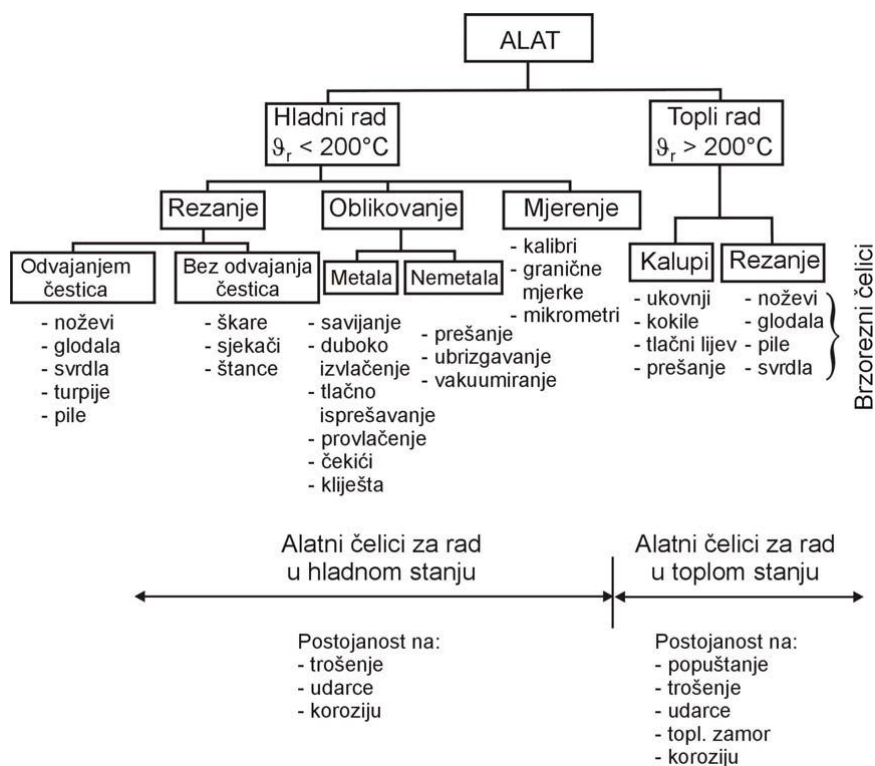 ALAT
Hladni rad
ϑr < 200°C
Topli rad
ϑr > 200°C
Rezanje
Oblikovanje
Mjerenje
Odvajanjem
čestica
Bez odvajanja
čestica
Metala
Nemetala
Kalupi
Rezanje
- noževi
- glodala
- svrdla
- turpije
- pile
- škare
- sjekači
- štance
- savijanje
- duboko
izvlačenje
- tlačno
isprešavanje
- provlačenje
- čekići
- kliješta
- prešanje
- ubrizgavanje
- vakuumiranje
- kalibri
- granične
mjerke
- mikrometri
- ukovnji
- kokile
- tlačni lijev
- prešanje
- noževi
- glodala
- pile
- svrdla
Brzorezni čelici
Alatni čelici za rad
u hladnom stanju
Alatni čelici za rad
u toplom stanju
Postojanost na:
- trošenje
- udarce
- koroziju
Postojanost na:
- popuštanje
- trošenje
- udarce
- topl. zamor
- koroziju